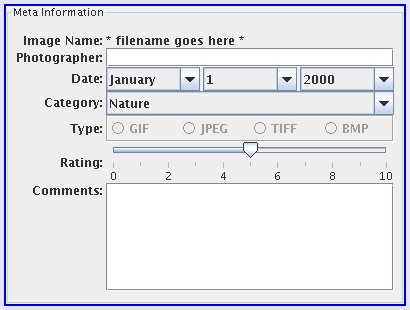 Meta Information
Image Name: * filename goes here *
Photographer:
Date: January 1 2000
Category: Nature
Type: GIF JPEG TIFF BMP
Rating:
0 2 4 6 8 10
Comments: